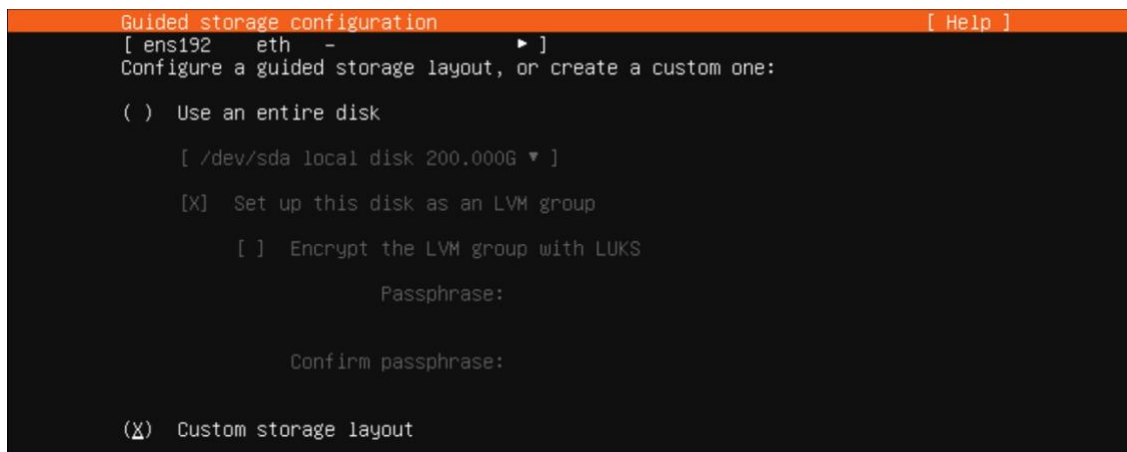 Guided storage configuration [ Help ]
[ ens192 eth - ▸ ]
Configure a guided storage layout, or create a custom one:
( ) Use an entire disk
[ /dev/sda local disk 200.000G ▾ ]
[X] Set up this disk as an LVM group
[ ] Encrypt the LVM group with LUKS
Passphrase:
Confirm passphrase:
(X) Custom storage layout